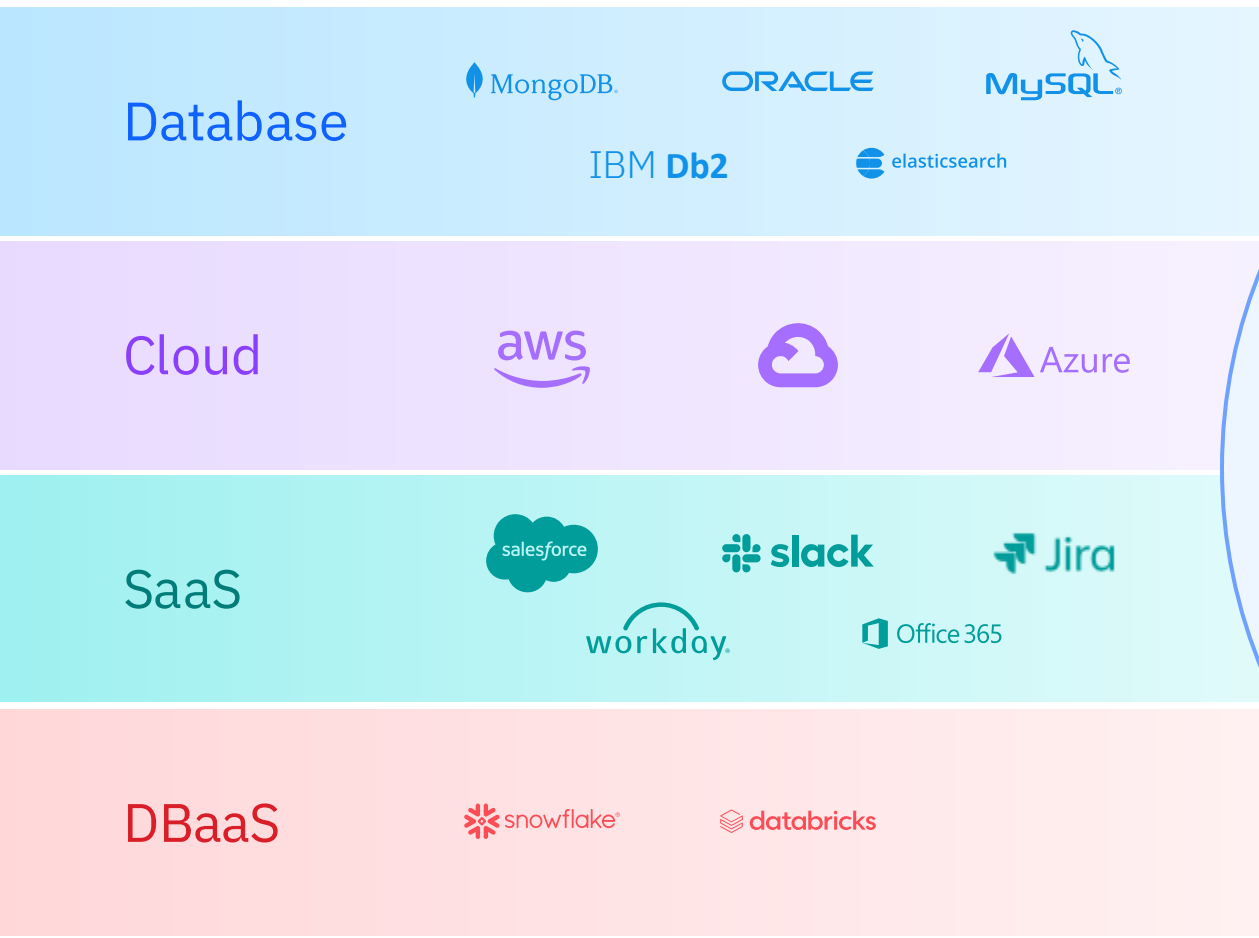 Database
MongoDB®
ORACLE
MySQL®
IBM Db2
elasticsearch
Cloud
aws
Azure
SaaS
salesforce
slack
Jira
workday®
Office 365
DBaaS
snowflake®
databricks